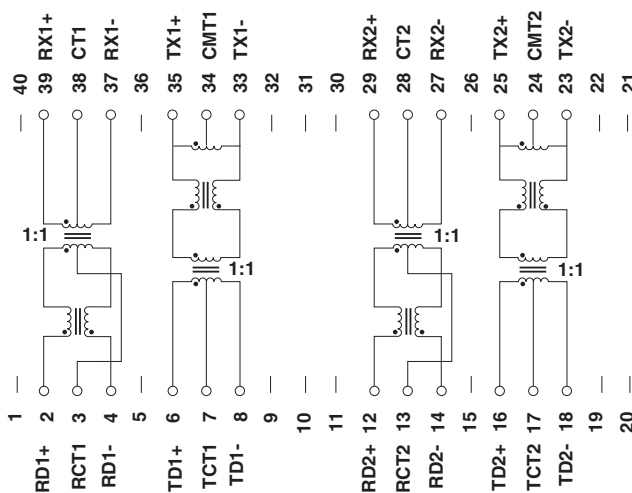 40
39 RX1+
38 CT1
37 RX1-
36
35 TX1+
34 CMT1
33 TX1-
32
31
30
29 RX2+
28 CT2
27 RX2-
26
25 TX2+
24 CMT2
23 TX2-
22
21
1:1
1:1
1:1
1:1
1
2 RD1+
3 RCT1
4 RD1-
5
6 TD1+
7 TCT1
8 TD1-
9
10
11
12 RD2+
13 RCT2
14 RD2-
15
16 TD2+
17 TCT2
18 TD2-
19
20